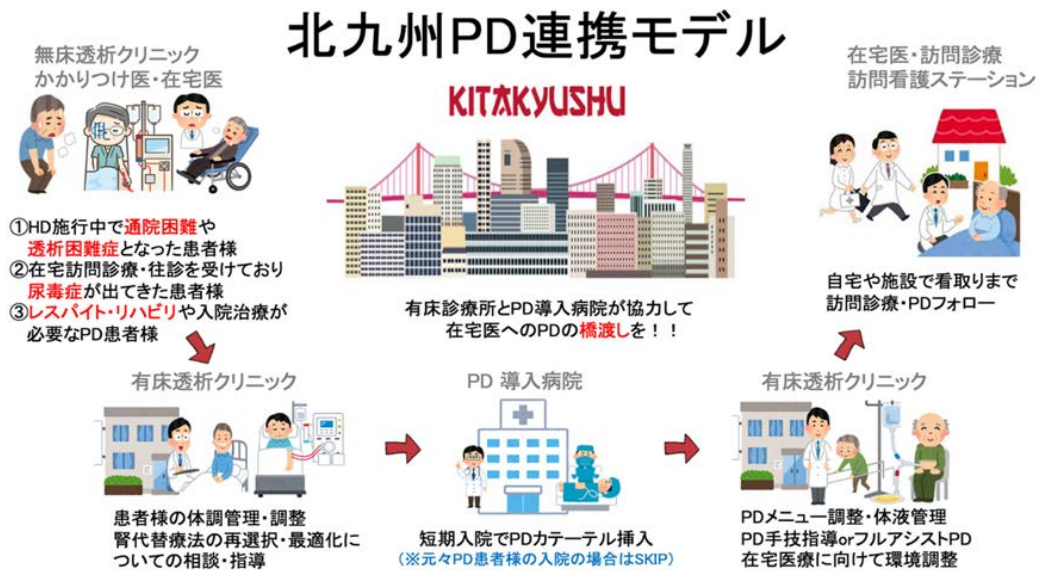 北九州PD連携モデル
無床透析クリニック
かかりつけ医・在宅医
KITAKYUSHU
在宅医・訪問診療
訪問看護ステーション
①HD施行中で通院困難や
透析困難症となった患者様
②在宅訪問診療・往診を受けており
尿毒症が出てきた患者様
③レスパイト・リハビリや入院治療が
必要なPD患者様
有床診療所とPD導入病院が協力して
在宅医へのPDの橋渡しを！！
自宅や施設で看取りまで
訪問診療・PDフォロー
有床透析クリニック
患者様の体調管理・調整
腎代替療法の再選択・最適化に
ついての相談・指導
PD 導入病院
短期入院でPDカテーテル挿入
(※元々PD患者様の入院の場合はSKIP)
有床透析クリニック
PDメニュー調整・体液管理
PD手技指導orフルアシストPD
在宅医療に向けて環境調整